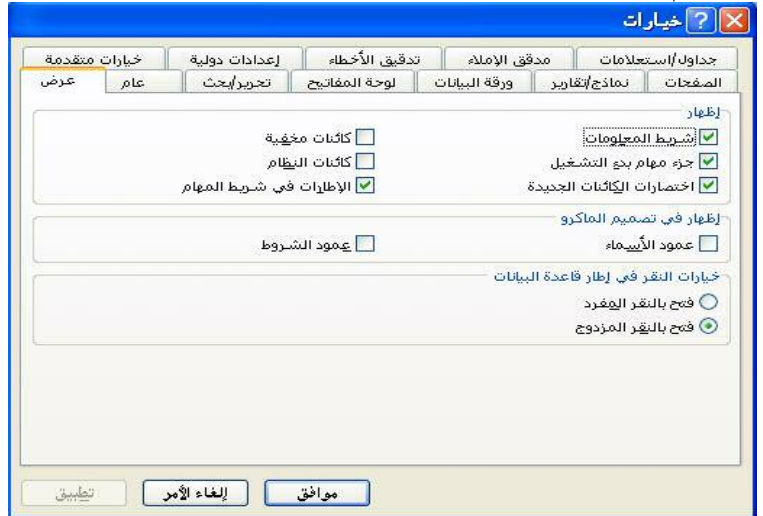 خيارات
جداول/استعلامات مدقق الإملاء تدقيق الأخطاء إعدادات دولية خيارات متقدمة
الصفحات نماذج/تقارير ورقة البيانات لوحة المفاتيح تحرير/بحث عام عرض
إظهار
شريط المعلومات كائنات مخفية
جزء مهام بدء التشغيل كائنات النظام
اختصارات الكائنات الجديدة الإطارات في شريط المهام
إظهار في تصميم الماكرو
عمود الأسماء عمود الشروط
خيارات النقر في إطار قاعدة البيانات
فتح بالنقر المفرد
فتح بالنقر المزدوج
موافق إلغاء الأمر تطبيق